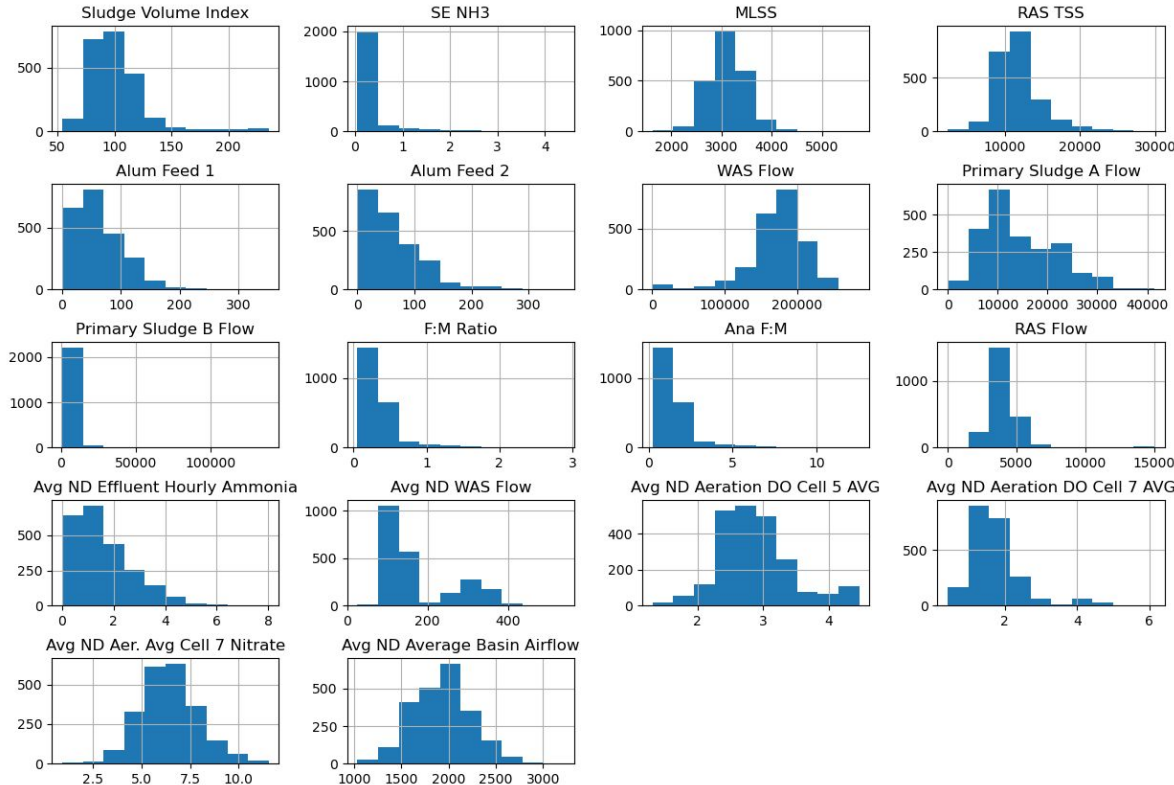 Sludge Volume Index
500
0
50 100 150 200
SE NH3
2000
1000
0
0 1 2 3 4
MLSS
1000
500
0
2000 3000 4000 5000
RAS TSS
500
0
10000 20000 30000
Alum Feed 1
500
0
0 100 200 300
Alum Feed 2
500
0
0 100 200 300
WAS Flow
500
0
0 100000 200000
Primary Sludge A Flow
500
250
0
0 10000 20000 30000 40000
Primary Sludge B Flow
2000
1000
0
0 50000 100000
F:M Ratio
1000
0
0 1 2 3
Ana F:M
1000
0
0 5 10
RAS Flow
1000
0
0 5000 10000 15000
Avg ND Effluent Hourly Ammonia
500
250
0
0 2 4 6 8
Avg ND WAS Flow
1000
500
0
0 200 400
Avg ND Aeration DO Cell 5 AVG
400
200
0
2 3 4
Avg ND Aeration DO Cell 7 AVG
500
0
2 4 6
Avg ND Aer. Avg Cell 7 Nitrate
500
250
0
2.5 5.0 7.5 10.0
Avg ND Average Basin Airflow
500
250
0
1000 1500 2000 2500 3000